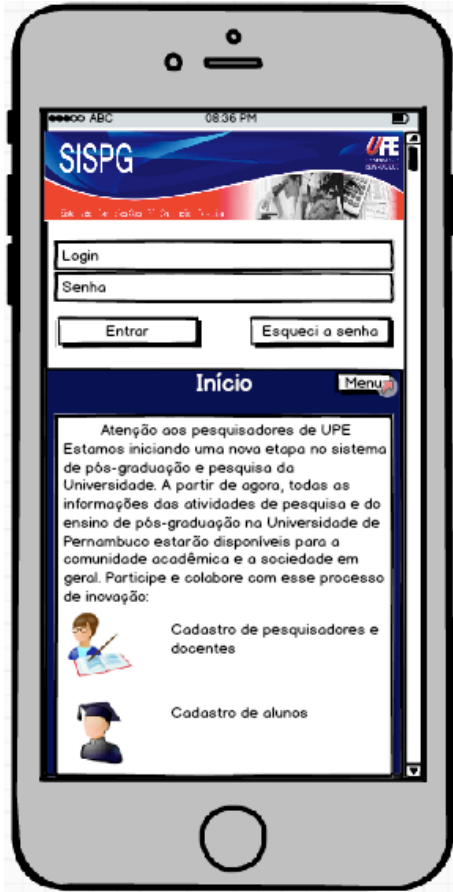 ABC 08:36 PM
SISPG
UPE
Login
Senha
Entrar Esqueci a senha
Início Menu
Atenção aos pesquisadores de UPE
Estamos iniciando uma nova etapa no sistema
de pós-graduação e pesquisa da
Universidade. A partir de agora, todas as
informações das atividades de pesquisa e do
ensino de pós-graduação na Universidade de
Pernambuco estarão disponíveis para a
comunidade acadêmica e a sociedade em
geral. Participe e colabore com esse processo
de inovação:
Cadastro de pesquisadores e
docentes
Cadastro de alunos